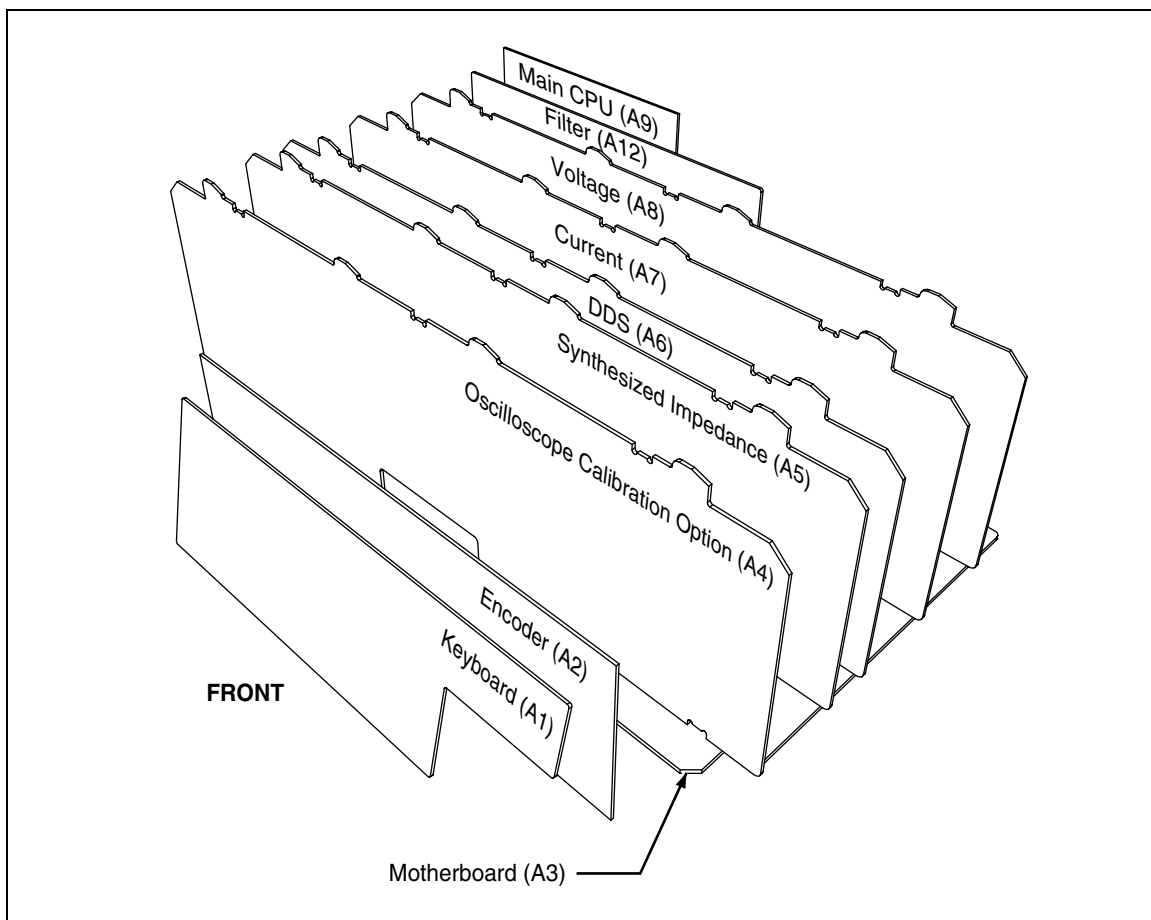 Main CPU (A9)
Filter (A12)
Voltage (A8)
Current (A7)
DDS (A6)
Synthesized Impedance (A5)
Oscilloscope Calibration Option (A4)
Encoder (A2)
Keyboard (A1)
FRONT
Motherboard (A3)